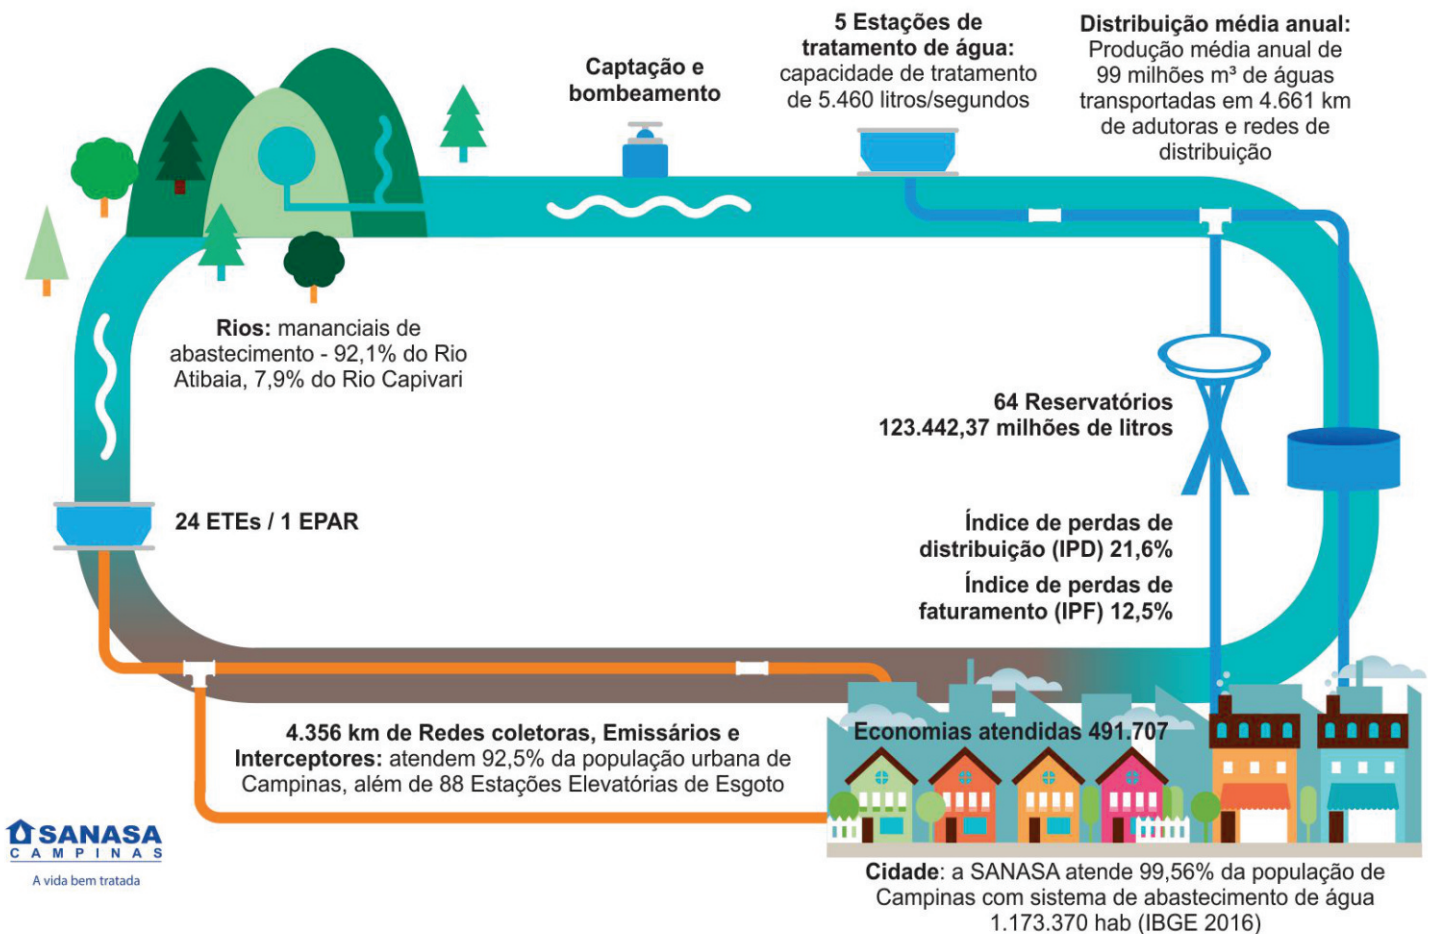 Captação e
bombeamento
5 Estações de
tratamento de água:
capacidade de tratamento
de 5.460 litros/segundos
Distribuição média anual:
Produção média anual de
99 milhões m³ de águas
transportadas em 4.661 km
de adutoras e redes de
distribuição
Rios: mananciais de
abastecimento - 92,1% do Rio
Atibaia, 7,9% do Rio Capivari
64 Reservatórios
123.442,37 milhões de litros
24 ETEs / 1 EPAR
Índice de perdas de
distribuição (IPD) 21,6%
Índice de perdas de
faturamento (IPF) 12,5%
4.356 km de Redes coletoras, Emissários e
Interceptores: atendem 92,5% da população urbana de
Campinas, além de 88 Estações Elevatórias de Esgoto
Economias atendidas 491.707
SANASA
CAMPINAS
A vida bem tratada
Cidade: a SANASA atende 99,56% da população de
Campinas com sistema de abastecimento de água
1.173.370 hab (IBGE 2016)